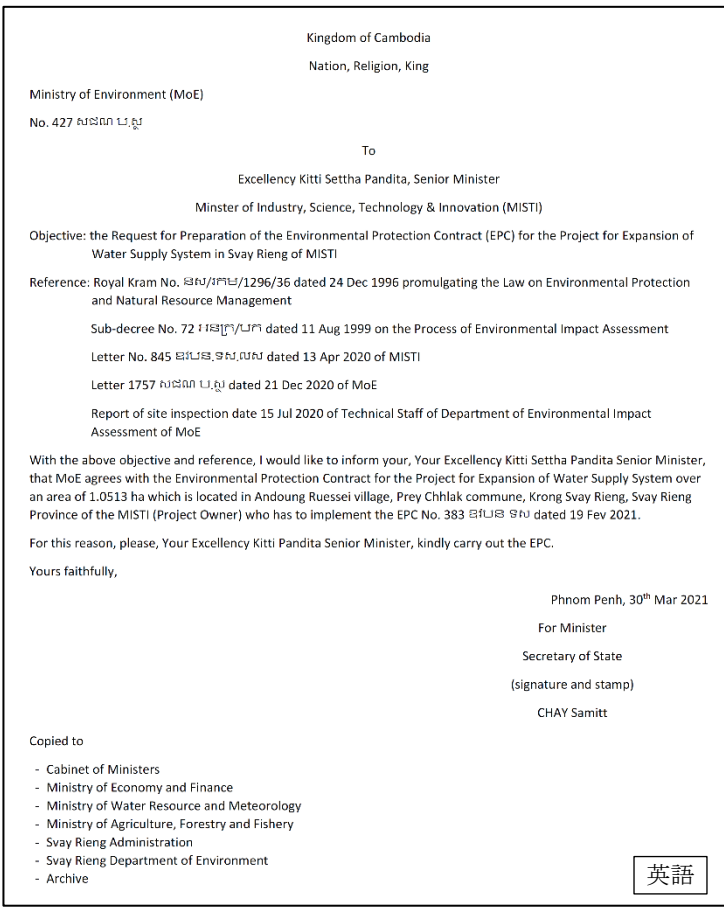 Kingdom of Cambodia
Nation, Religion, King
Ministry of Environment (MoE)
No. 427
To
Excellency Kitti Settha Pandita, Senior Minister
Minster of Industry, Science, Technology & Innovation (MISTI)
Objective: the Request for Preparation of the Environmental Protection Contract (EPC) for the Project for Expansion of
Water Supply System in Svay Rieng of MISTI
Reference: Royal Kram No. នស/រកម/1296/36 dated 24 Dec 1996 promulgating the Law on Environmental Protection
and Natural Resource Management
Sub-decree No. 72 អនក្រ/បក dated 11 Aug 1999 on the Process of Environmental Impact Assessment
Letter No. 845 dated 13 Apr 2020 of MISTI
Letter 1757 dated 21 Dec 2020 of MoE
Report of site inspection date 15 Jul 2020 of Technical Staff of Department of Environmental Impact
Assessment of MoE
With the above objective and reference, I would like to inform your, Your Excellency Kitti Settha Pandita Senior Minister,
that MoE agrees with the Environmental Protection Contract for the Project for Expansion of Water Supply System over
an area of 1.0513 ha which is located in Andoung Ruessei village, Prey Chhlak commune, Krong Svay Rieng, Svay Rieng
Province of the MISTI (Project Owner) who has to implement the EPC No. 383 dated 19 Fev 2021.
For this reason, please, Your Excellency Kitti Pandita Senior Minister, kindly carry out the EPC.
Yours faithfully,
Phnom Penh, 30th Mar 2021
For Minister
Secretary of State
(signature and stamp)
CHAY Samitt
Copied to
- Cabinet of Ministers
- Ministry of Economy and Finance
- Ministry of Water Resource and Meteorology
- Ministry of Agriculture, Forestry and Fishery
- Svay Rieng Administration
- Svay Rieng Department of Environment
- Archive
英語